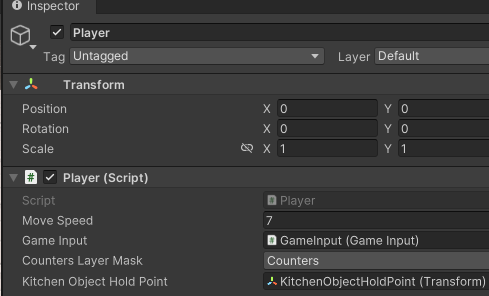 Inspector
Player
Tag Untagged Layer Default
Transform
Position X 0 Y 0
Rotation X 0 Y 0
Scale X 1 Y 1
# Player (Script)
Script # Player
Move Speed 7
Game Input # GameInput (Game Input)
Counters Layer Mask Counters
Kitchen Object Hold Point KitchenObjectHoldPoint (Transform)